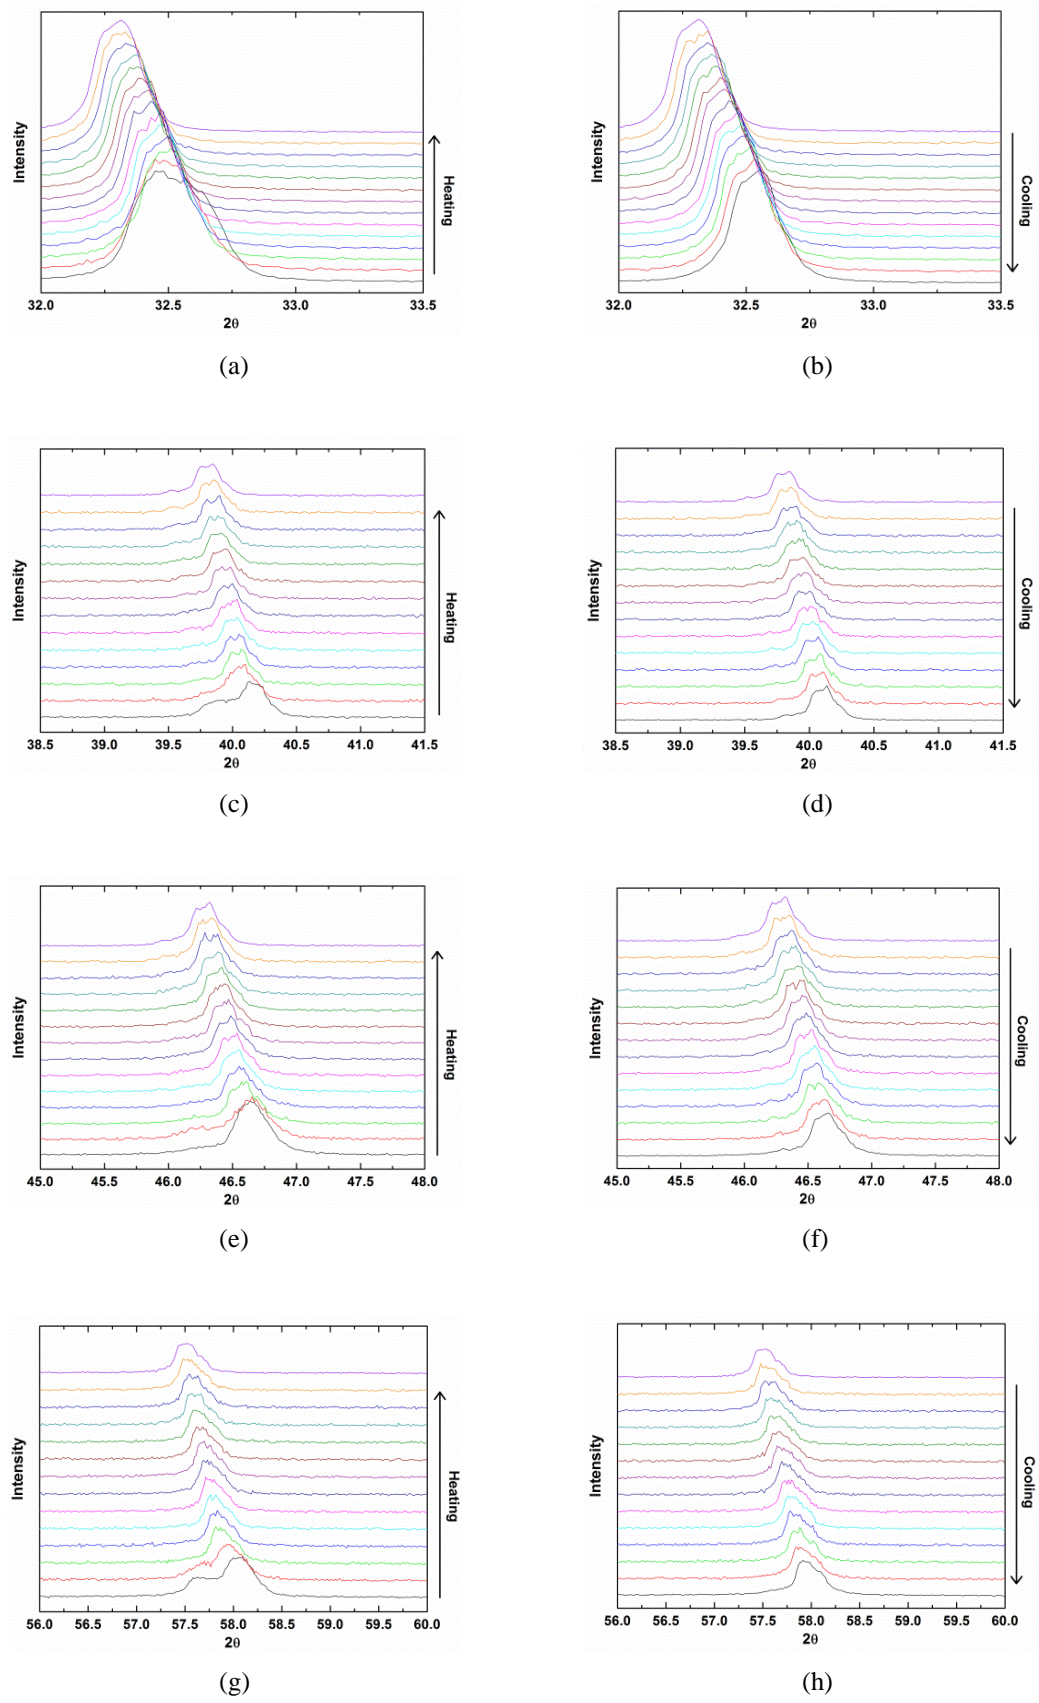 Intensity
Heating
32.0 32.5 33.0 33.5
2θ
(a)
Intensity
Cooling
32.0 32.5 33.0 33.5
2θ
(b)
Intensity
Heating
38.5 39.0 39.5 40.0 40.5 41.0 41.5
2θ
(c)
Intensity
Cooling
38.5 39.0 39.5 40.0 40.5 41.0 41.5
2θ
(d)
Intensity
Heating
45.0 45.5 46.0 46.5 47.0 47.5 48.0
2θ
(e)
Intensity
Cooling
45.0 45.5 46.0 46.5 47.0 47.5 48.0
2θ
(f)
Intensity
Heating
56.0 56.5 57.0 57.5 58.0 58.5 59.0 59.5 60.0
2θ
(g)
Intensity
Cooling
56.0 56.5 57.0 57.5 58.0 58.5 59.0 59.5 60.0
2θ
(h)